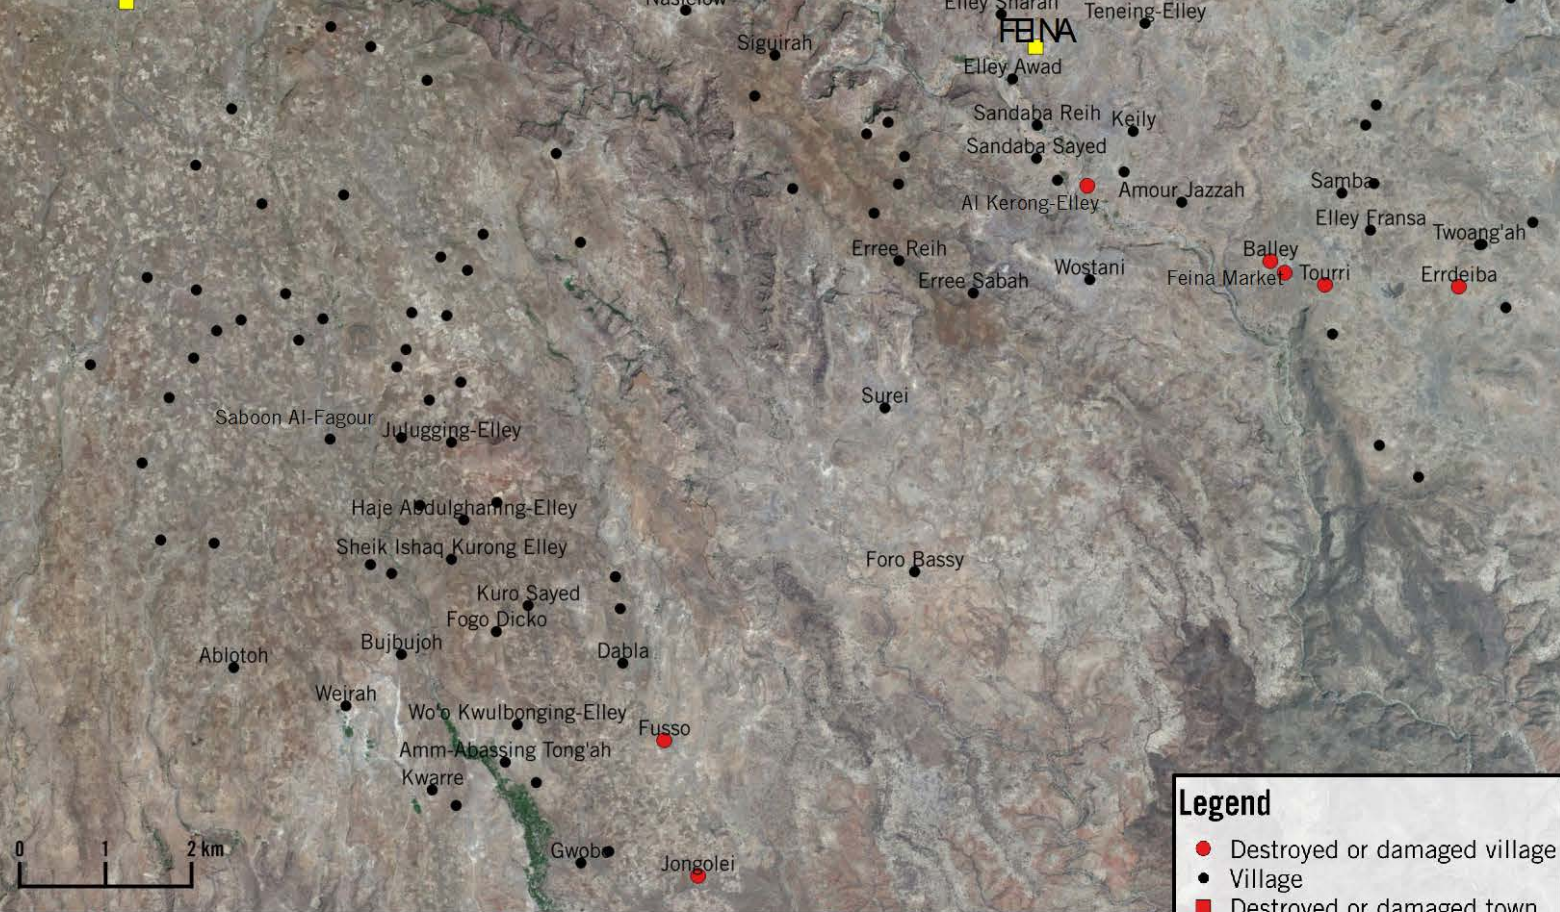 Naslelow
Elley Sharah
Teneing-Elley
FEINA
Siguirah
Elley Awad
Sandaba Reih
Keily
Sandaba Sayed
Samba
Amour Jazzah
Al Kerong-Elley
Elley Fransa
Twoang'ah
Erree Reih
Balley
Wostani
Tourri
Errdeiba
Erree Sabah
Feina Market
Surei
Saboon Al-Fagour
Julugging-Elley
Haje Abdulghaning-Elley
Sheik Ishaq Kurong Elley
Foro Bassy
Kuro Sayed
Fogo Dicko
Bujbujoh
Dabla
Ablotoh
Weirah
Wo'o Kwulbonging-Elley
Fusso
Amm-Abassing Tong'ah
Kwarre
Gwobo
Jongolei
0 1 2 km
Legend
Destroyed or damaged village
Village
Destroyed or damaged town